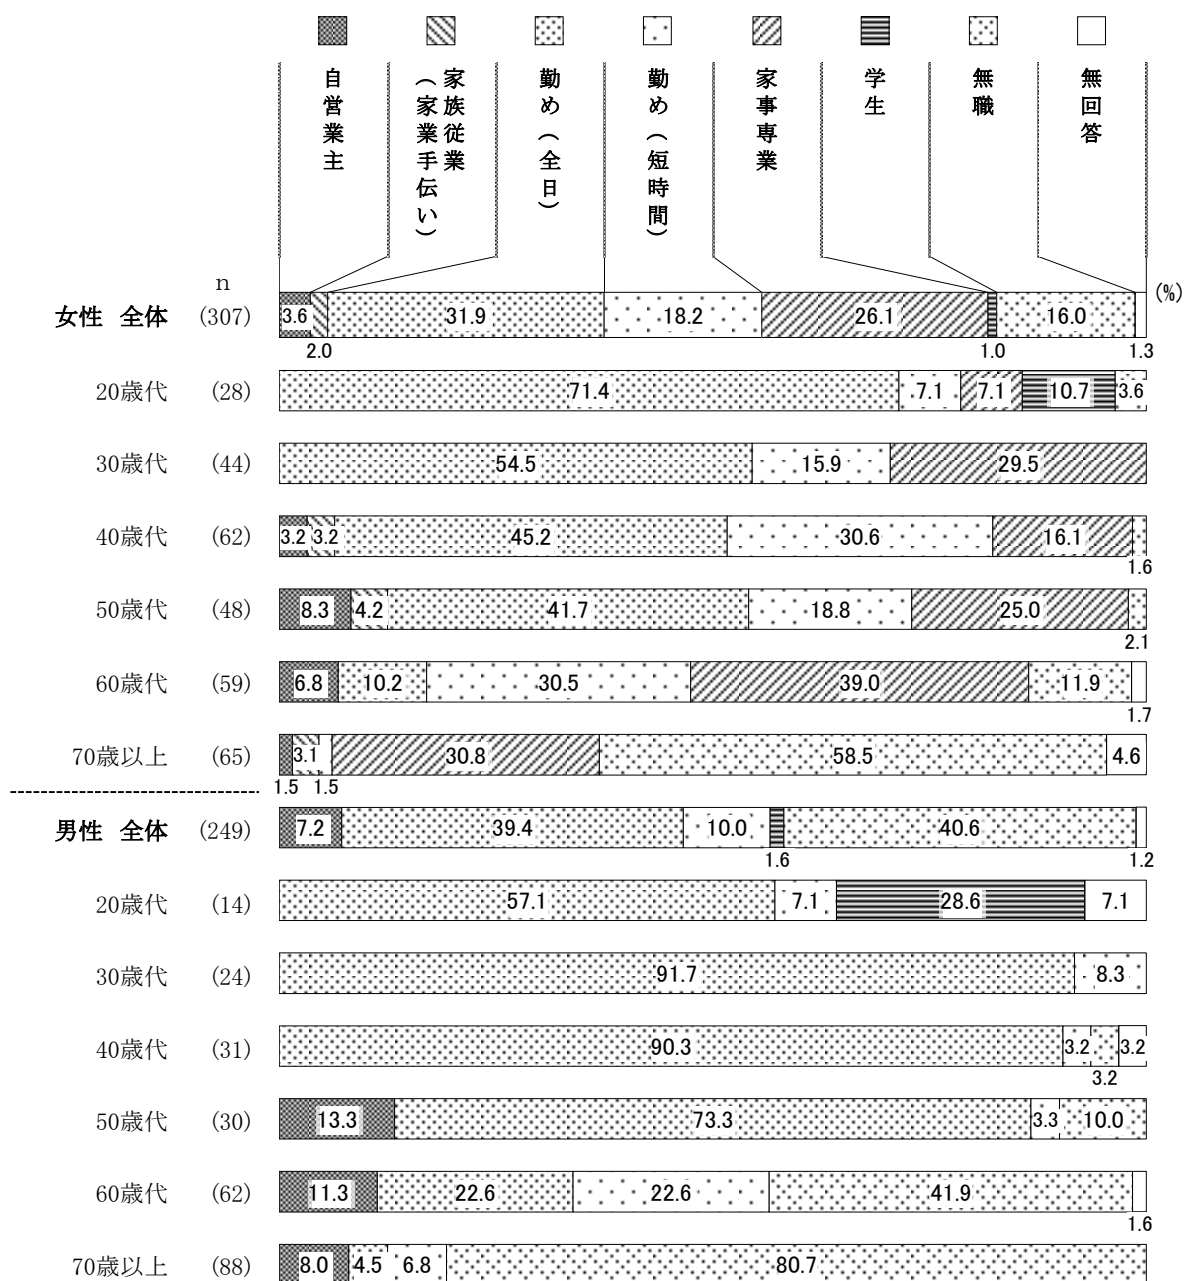 自営業主
家族従業
（家業手伝い）
勤め（全日）
勤め（短時間）
家事専業
学生
無職
無回答
n
(%)
女性 全体 (307) 3.6 31.9 18.2 26.1 16.0
2.0 1.0 1.3
20歳代 (28) 71.4 7.1 7.1 10.7 3.6
30歳代 (44) 54.5 15.9 29.5
40歳代 (62) 3.2 3.2 45.2 30.6 16.1
1.6
50歳代 (48) 8.3 4.2 41.7 18.8 25.0
2.1
60歳代 (59) 6.8 10.2 30.5 39.0 11.9
1.7
70歳以上 (65) 3.1 30.8 58.5 4.6
1.5 1.5
男性 全体 (249) 7.2 39.4 10.0 40.6
1.6 1.2
20歳代 (14) 57.1 7.1 28.6 7.1
30歳代 (24) 91.7 8.3
40歳代 (31) 90.3 3.2 3.2
3.2
50歳代 (30) 13.3 73.3 3.3 10.0
60歳代 (62) 11.3 22.6 22.6 41.9
1.6
70歳以上 (88) 8.0 4.5 6.8 80.7